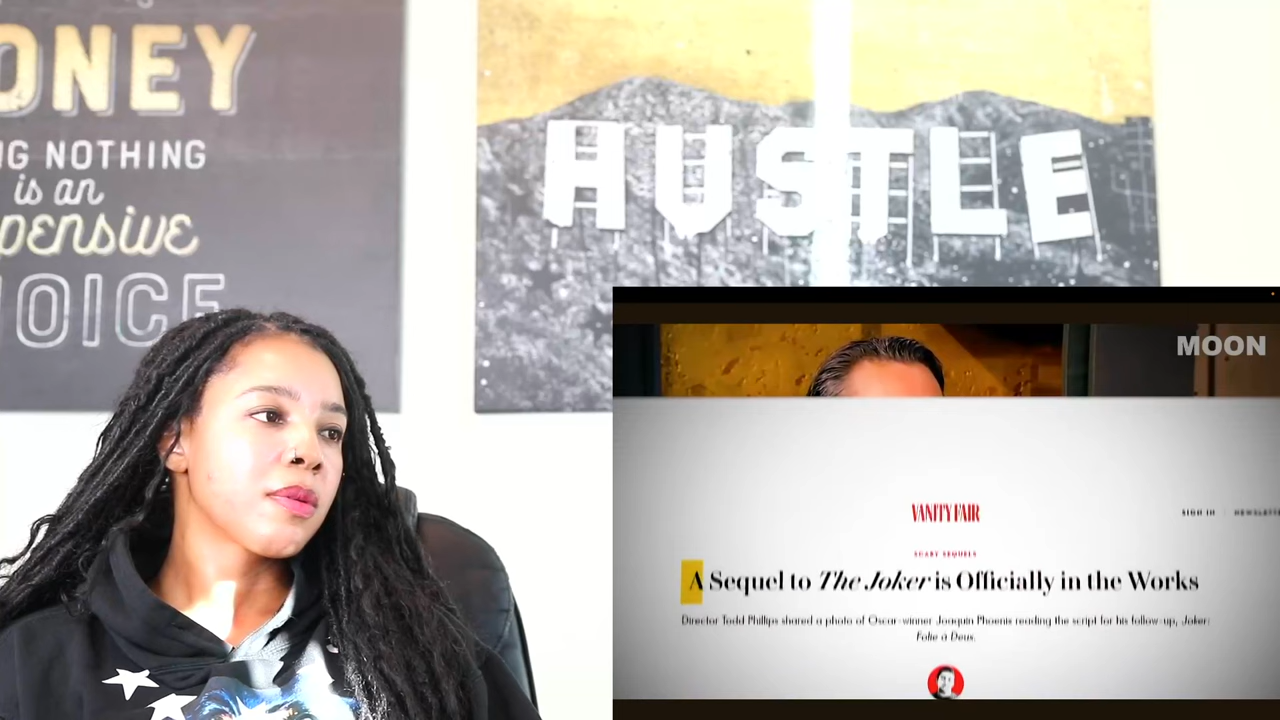 ONEY
NG NOTHING
is an
pensive
HOICE
HUSTLE
MOON
VANITY FAIR
SIGN IN
NEWSLETTE
SCARY SEQUELS
A Sequel to The Joker is Officially in the Works
Director Todd Phillips shared a photo of Oscar-winner Joaquin Phoenix reading the script for his follow-up, Joker:
Folie à Deux.